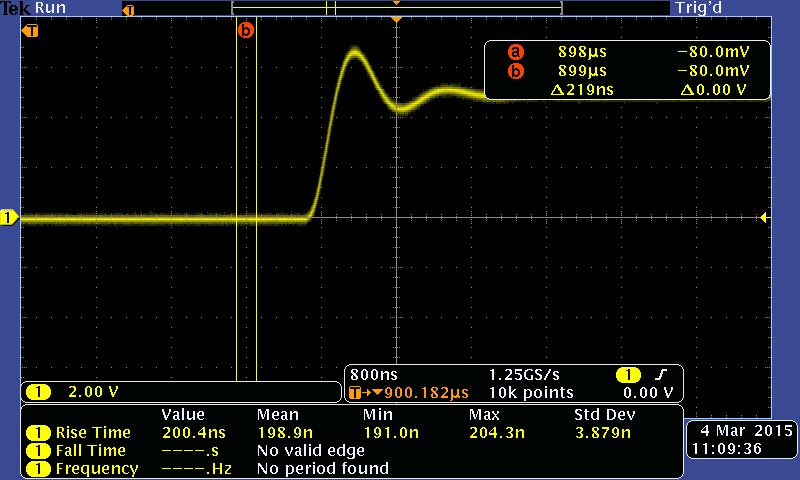 Tek Run Trig'd
T
T b
a 898µs −80.0mV
b 899µs −80.0mV
Δ219ns Δ0.00 V
1
1 2.00 V
800ns 1.25GS/s 1
T→▼900.182µs 10k points 0.00 V
Value Mean Min Max Std Dev
1 Rise Time 200.4ns 198.9n 191.0n 204.3n 3.879n
1 Fall Time ----.s No valid edge
1 Frequency ----.Hz No period found
4 Mar 2015
11:09:36